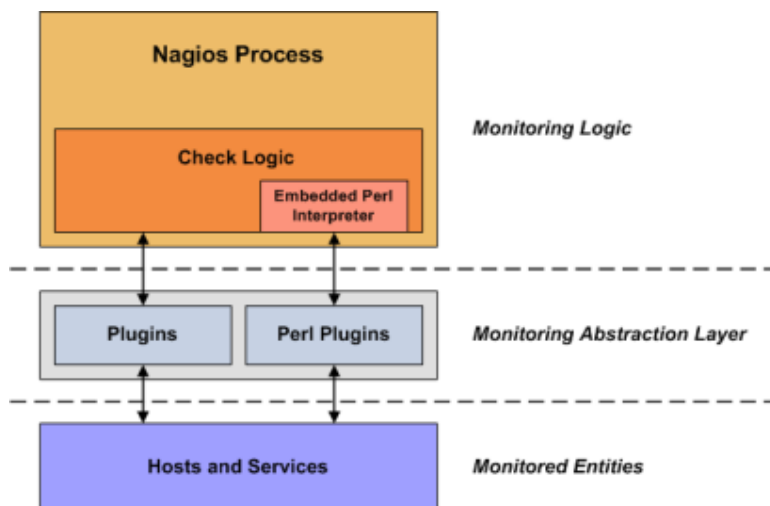 Nagios Process
Monitoring Logic
Check Logic
Embedded Perl
Interpreter
Plugins
Perl Plugins
Monitoring Abstraction Layer
Hosts and Services
Monitored Entities